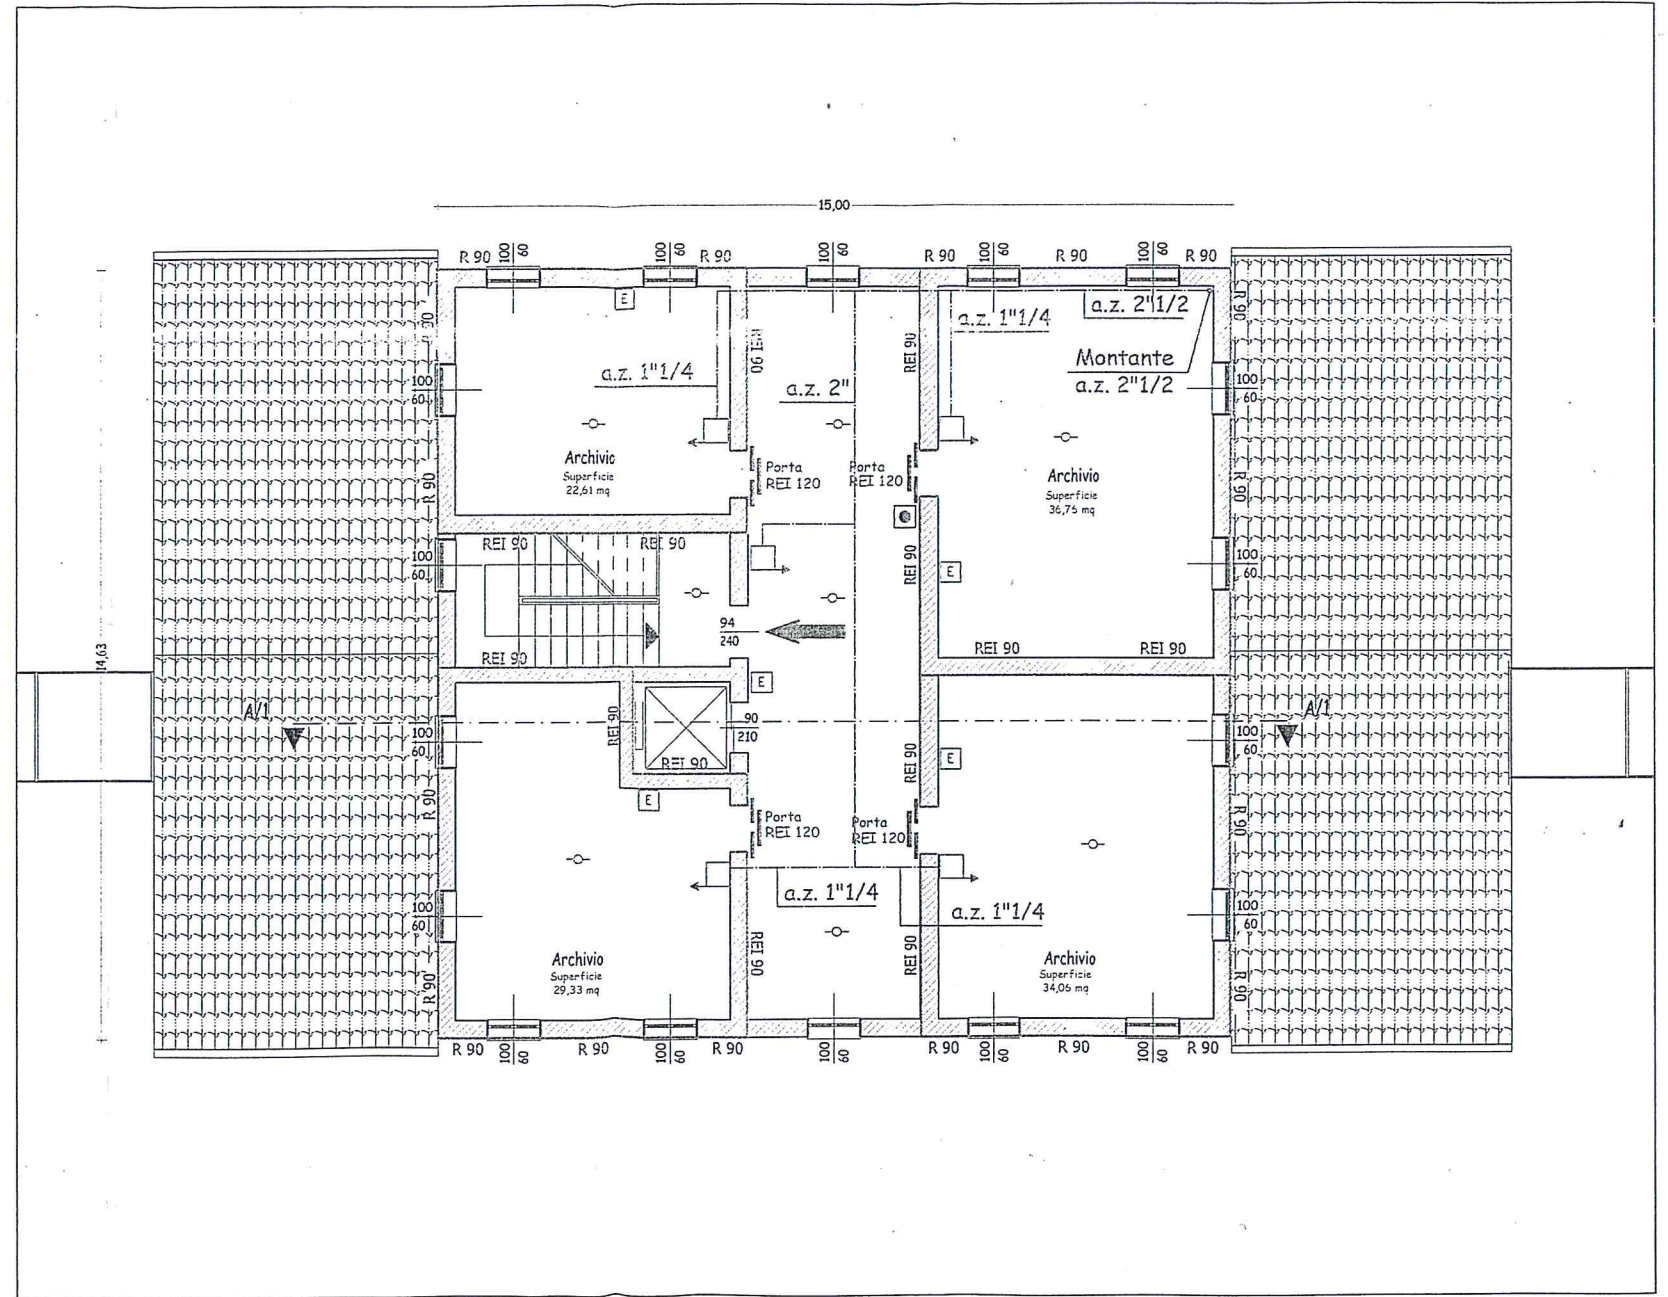 15,00
R 90
100
60
100
60
R 90
100
60
R 90
100
60
R 90
100
60
R 90
E
R 90
a.z. 1"1/4
a.z. 2"1/2
REI 90
REI 90
Montante
a.z. 2"1/2
a.z. 1"1/4
a.z. 2"
100
60
100
60
Archivio
Superficie
22,61 mq
Porta
REI 120
Porta
REI 120
Archivio
Superficie
36,75 mq
R 90
R 90
REI 90
REI 90
REI 90
100
60
100
60
E
94
240
REI 90
REI 90
REI 90
14,63
E
A/1
A/1
REI 90
90
210
100
60
100
60
REI 90
REI 90
E
E
R 90
R 90
Porta
REI 120
Porta
REI 120
a.z. 1"1/4
a.z. 1"1/4
100
60
100
60
REI 90
REI 90
Archivio
Superficie
29,33 mq
Archivio
Superficie
34,05 mq
R 90
R 90
R 90
100
60
R 90
100
60
R 90
100
60
R 90
100
60
R 90
100
60
R 90